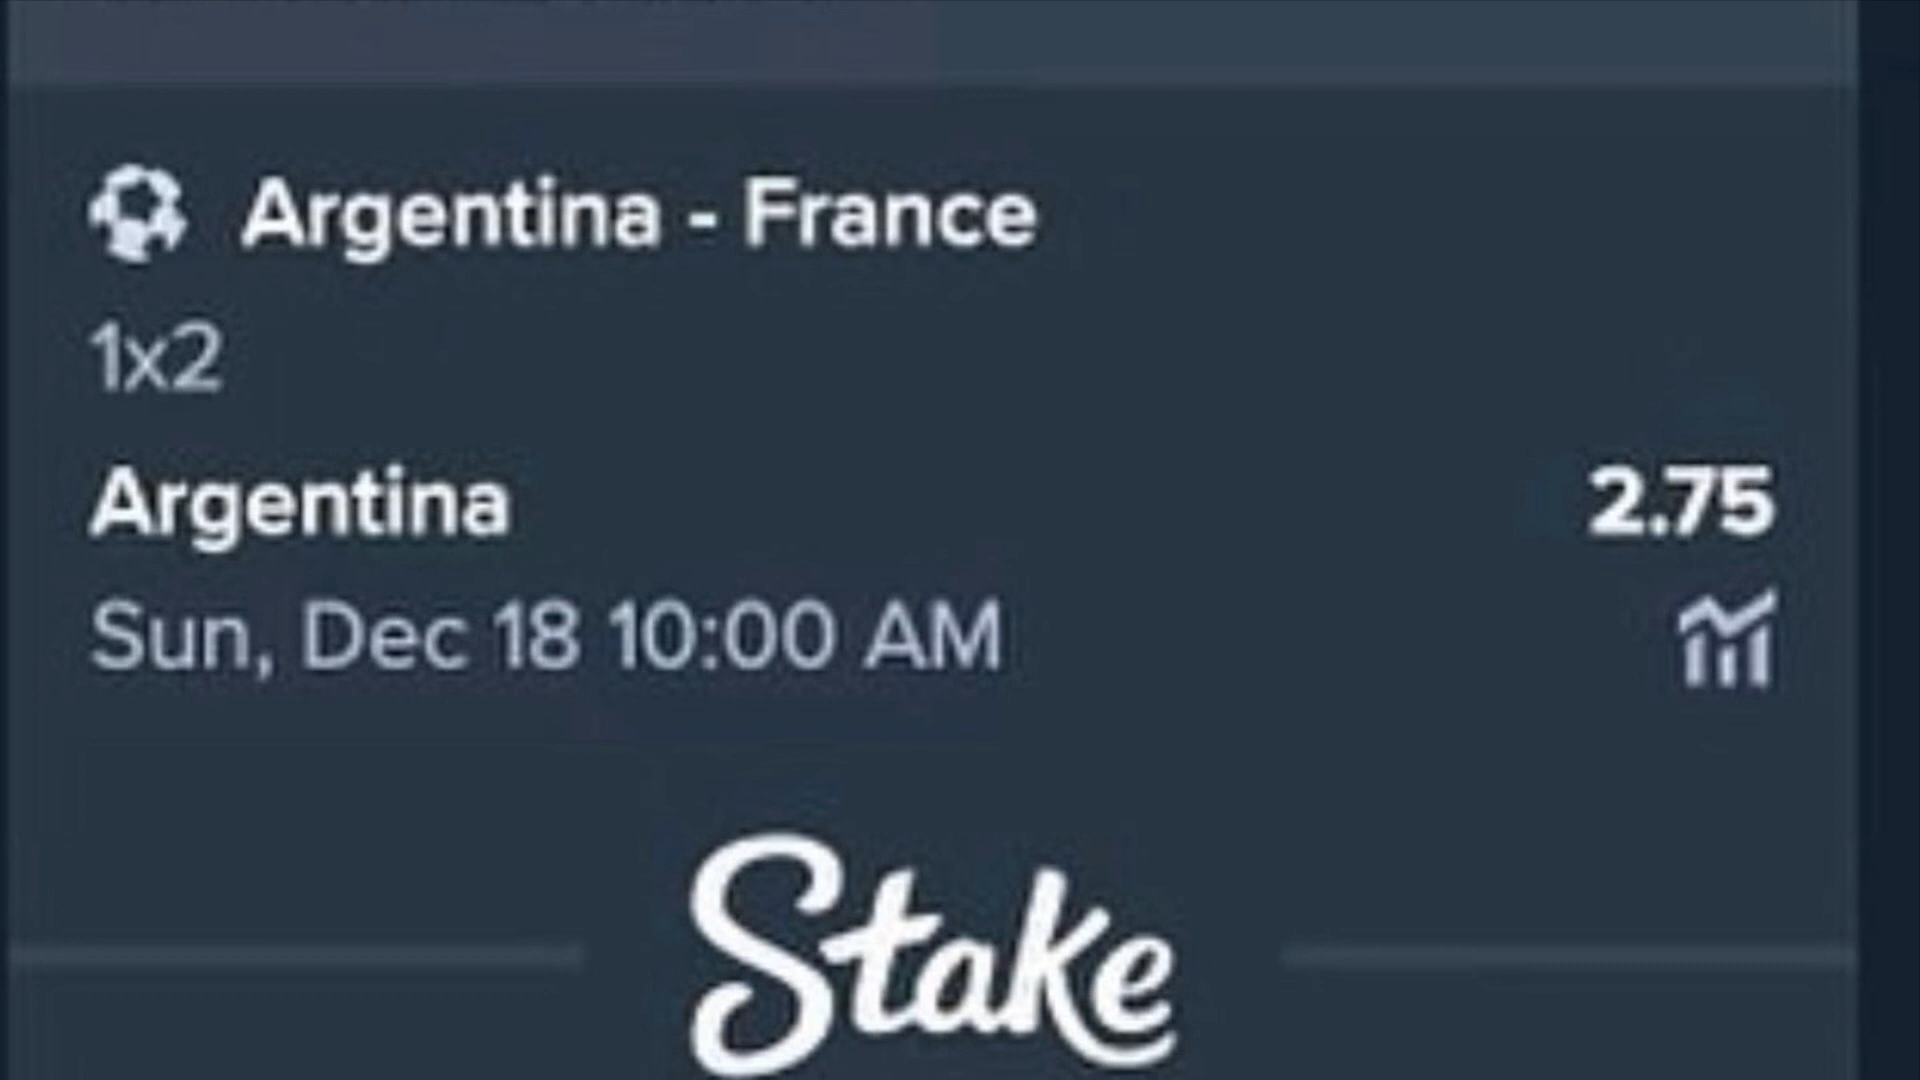 Argentina - France
1x2
Argentina 2.75
Sun, Dec 18 10:00 AM
Stake